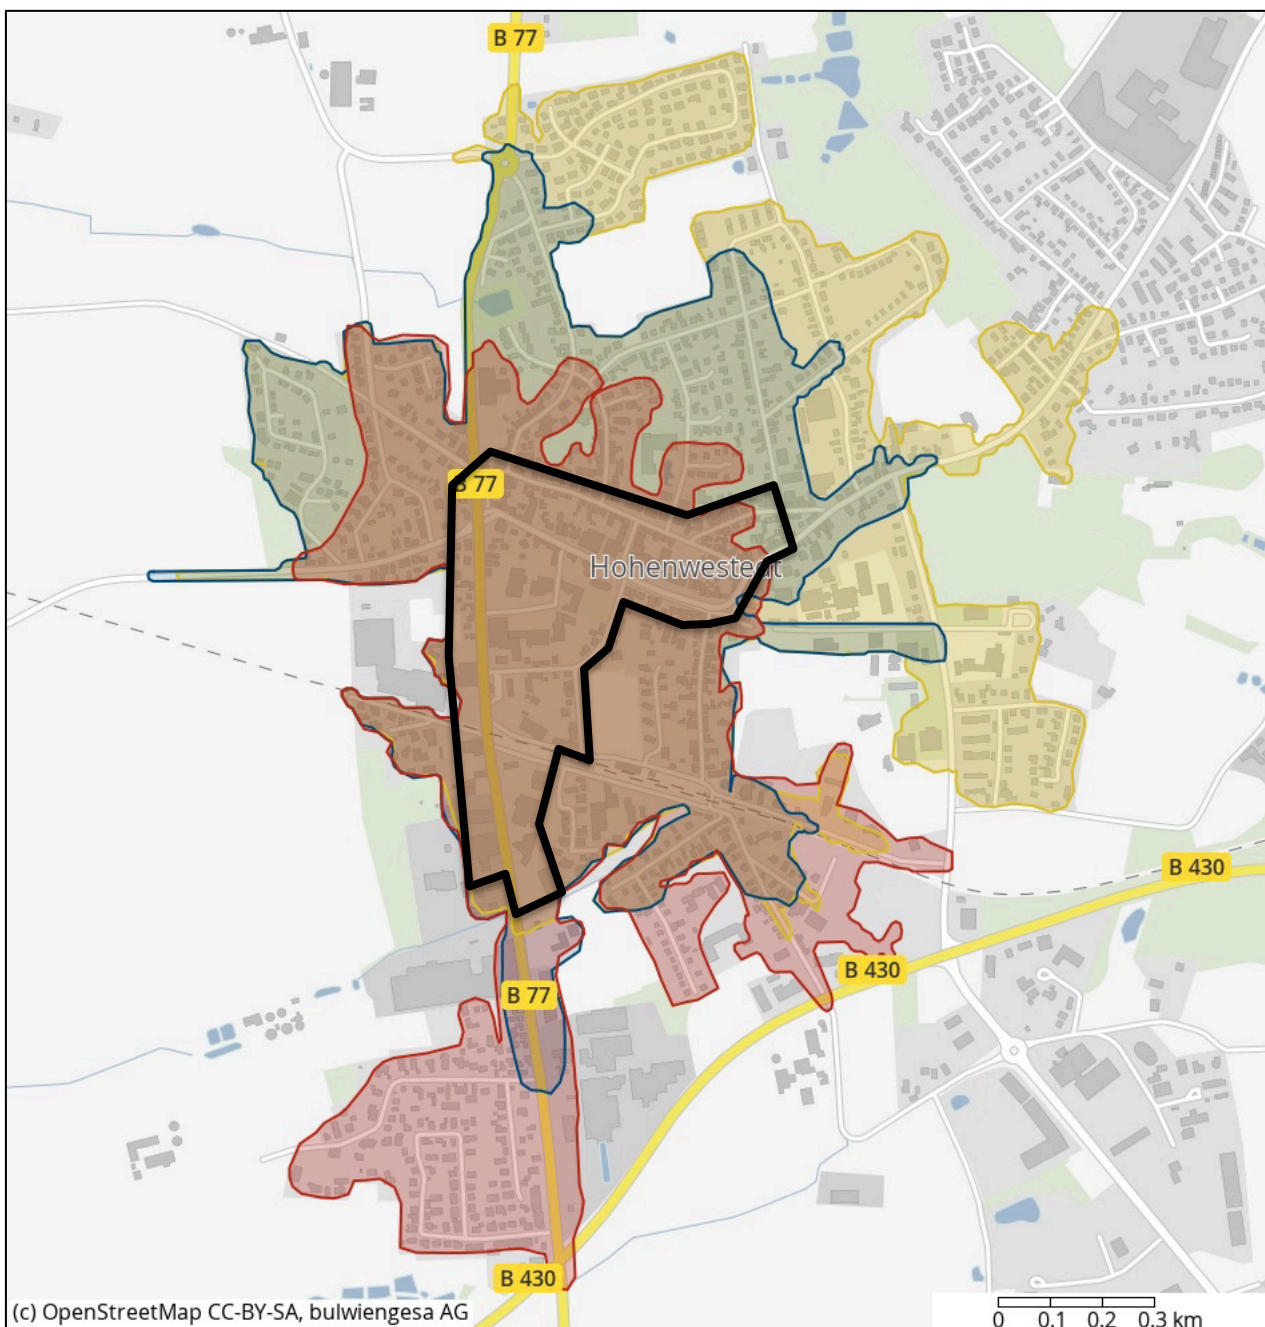 B 77
B 77
Hohenwestedt
B 430
B 430
B 77
B 430
(c) OpenStreetMap CC-BY-SA, bulwiengesa AG
0 0.1 0.2 0.3 km